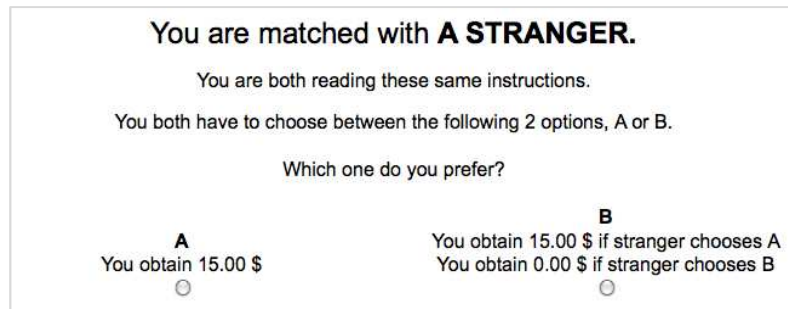 You are matched with A STRANGER.
You are both reading these same instructions.
You both have to choose between the following 2 options, A or B.
Which one do you prefer?
A
You obtain 15.00 $
B
You obtain 15.00 $ if stranger chooses A
You obtain 0.00 $ if stranger chooses B